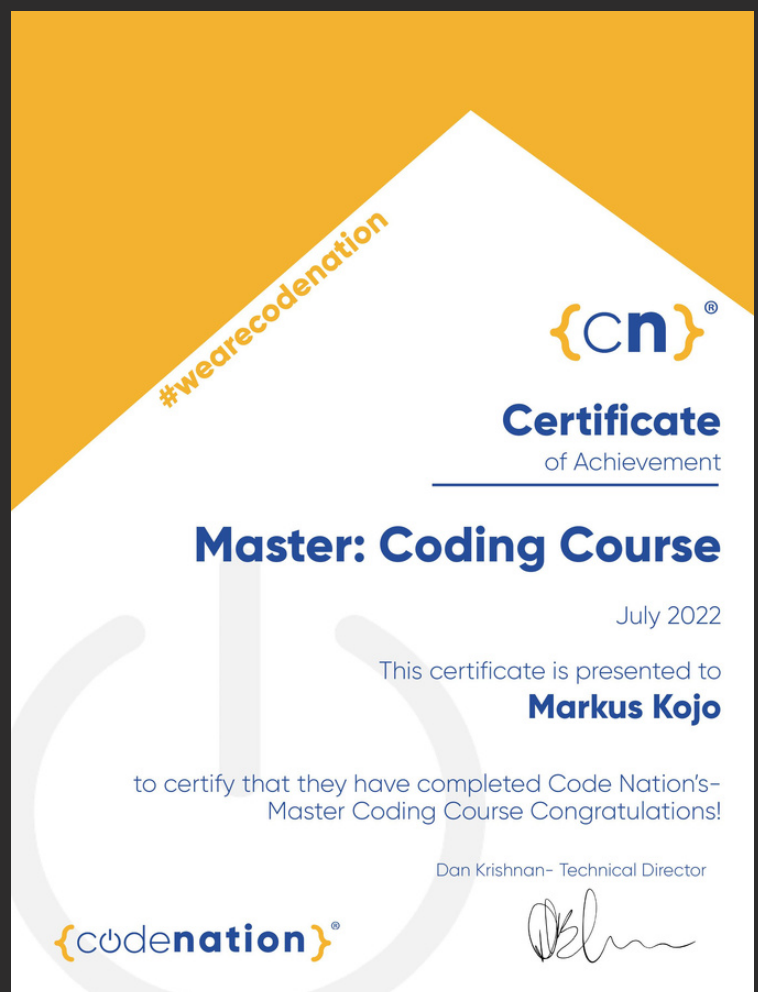 #wearecodenation
{cn}®
Certificate
of Achievement
Master: Coding Course
July 2022
This certificate is presented to
Markus Kojo
to certify that they have completed Code Nation's-
Master Coding Course Congratulations!
Dan Krishnan- Technical Director
{codenation}®